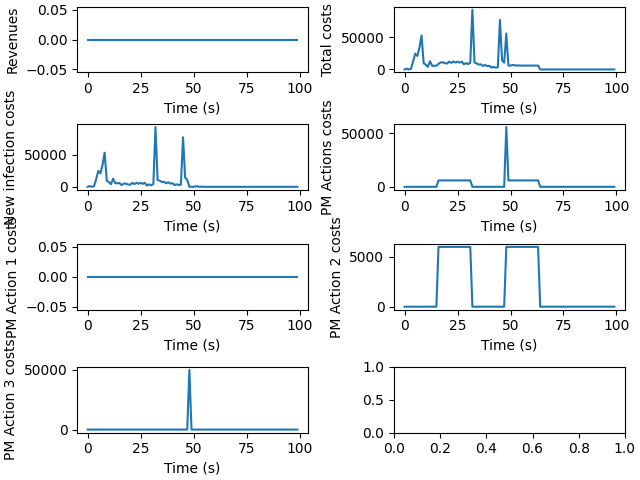 Revenues
0.05
0.00
−0.05
0 25 50 75 100
Time (s)
Total costs
50000
0
0 25 50 75 100
Time (s)
New infection costs
50000
0
0 25 50 75 100
Time (s)
PM Actions costs
50000
0
0 25 50 75 100
Time (s)
PM Action 1 costs
0.05
0.00
−0.05
0 25 50 75 100
Time (s)
PM Action 2 costs
5000
0
0 25 50 75 100
Time (s)
PM Action 3 costs
50000
0
0 25 50 75 100
Time (s)
1.0
0.5
0.0
0.0 0.2 0.4 0.6 0.8 1.0